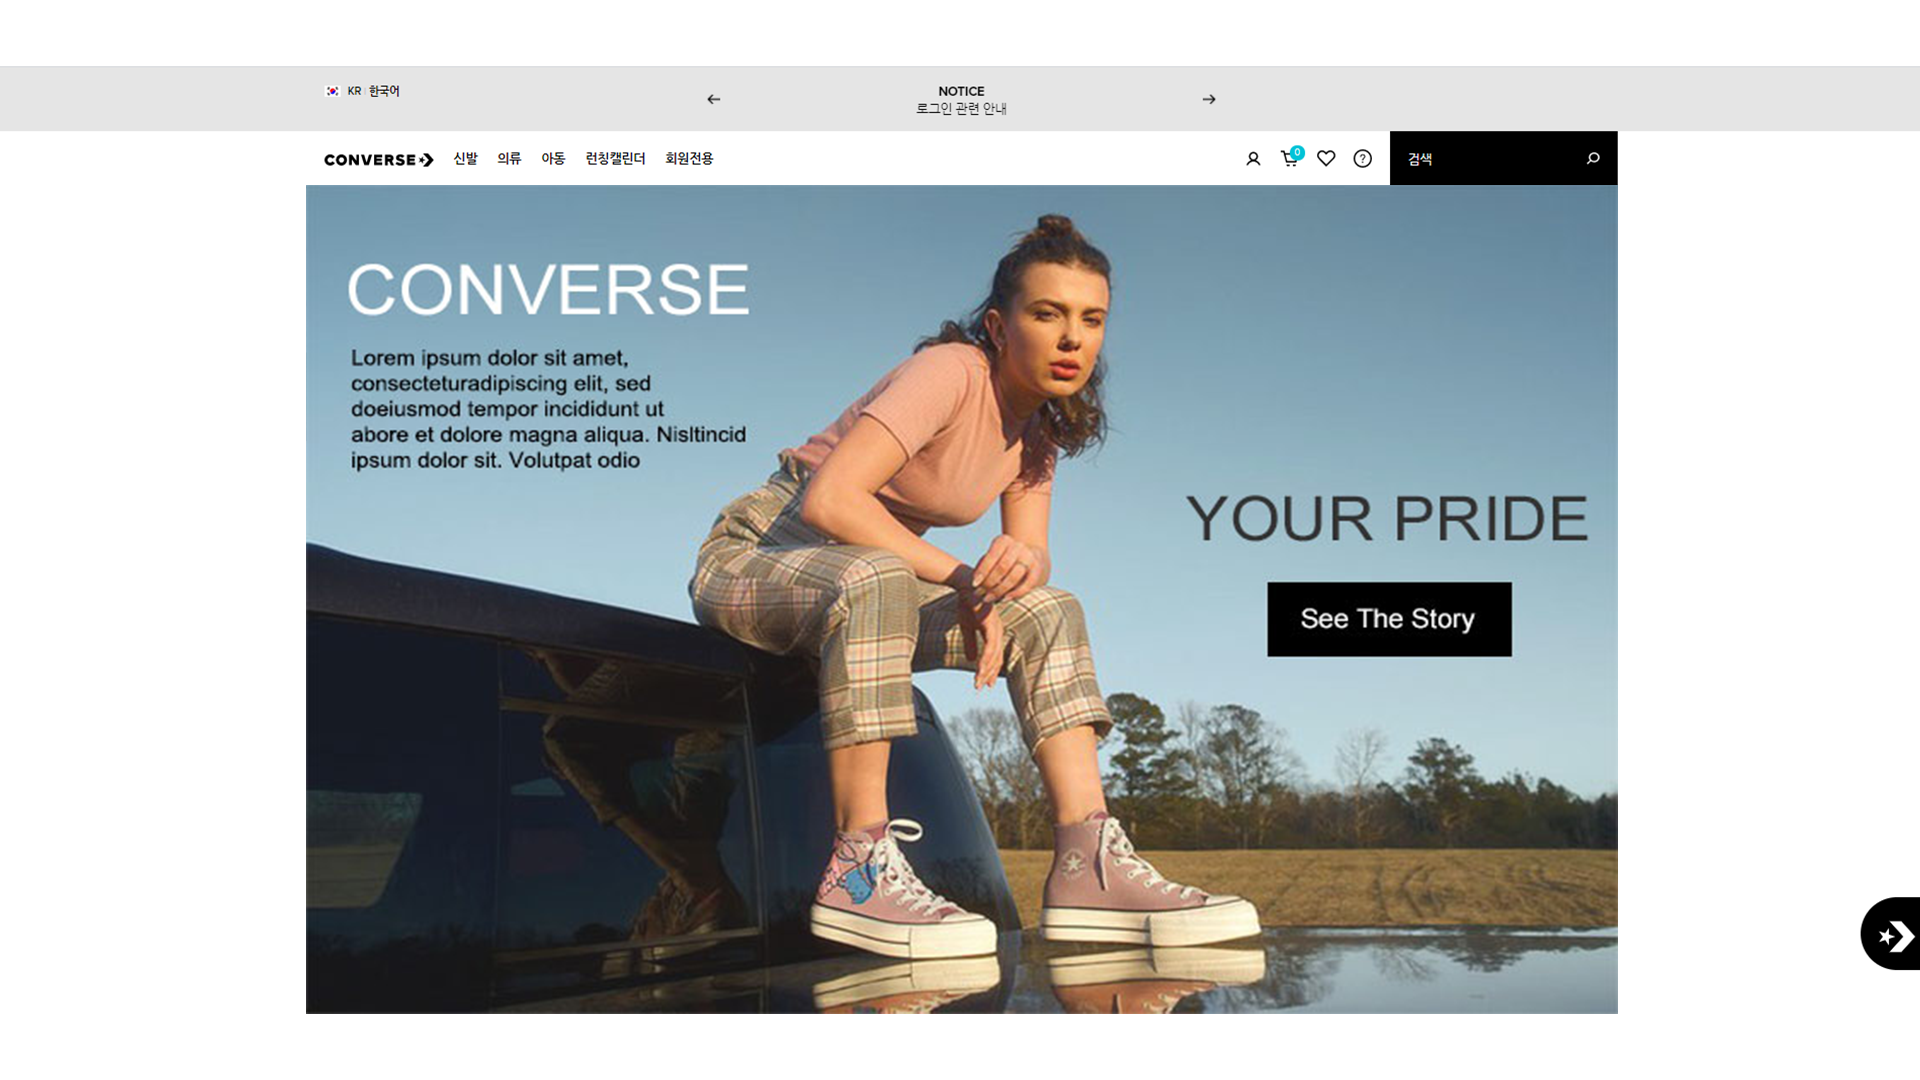 KR 한국어
NOTICE
로그인 관련 안내
CONVERSE
신발 의류 아동 런칭캘린더 회원전용
0
?
검색
CONVERSE
Lorem ipsum dolor sit amet,
consecteturadipiscing elit, sed
doeiusmod tempor incididunt ut
abore et dolore magna aliqua. Nisltincid
ipsum dolor sit. Volutpat odio
YOUR PRIDE
See The Story